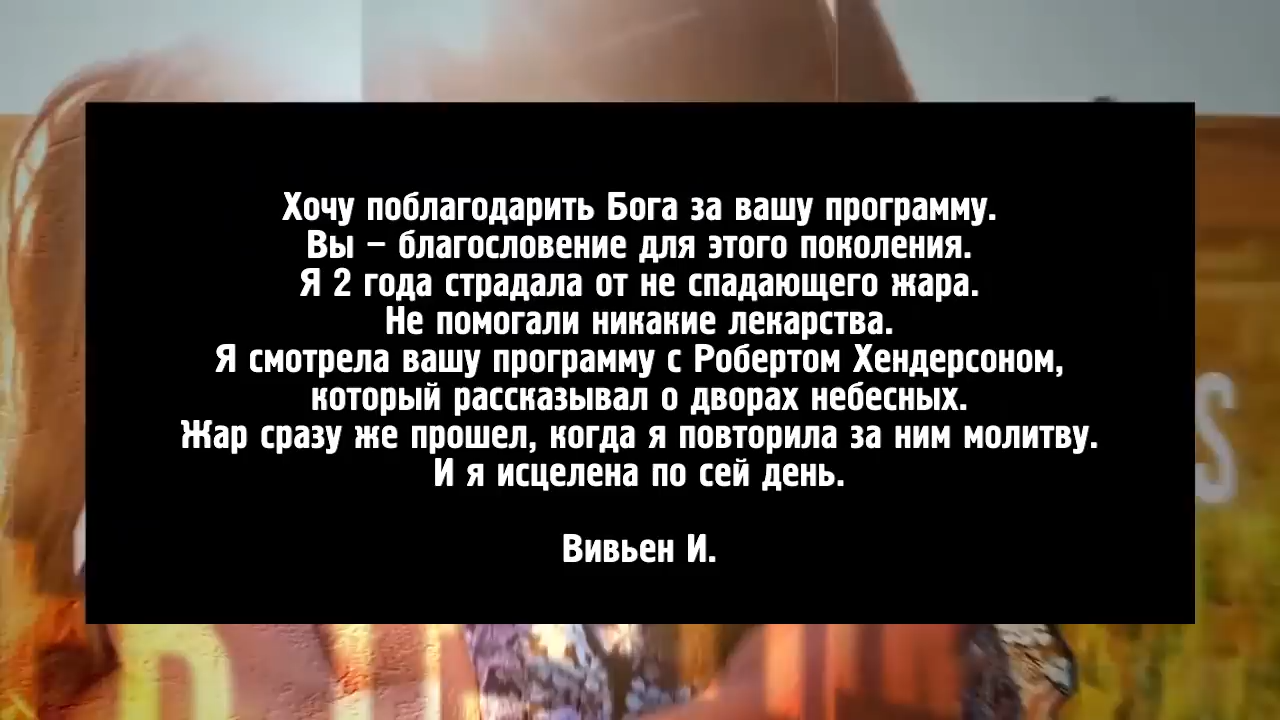 Хочу поблагодарить Бога за вашу программу.
Вы – благословение для этого поколения.
Я 2 года страдала от не спадающего жара.
Не помогали никакие лекарства.
Я смотрела вашу программу с Робертом Хендерсоном,
который рассказывал о дворах небесных.
Жар сразу же прошел, когда я повторила за ним молитву.
И я исцелена по сей день.
Вивьен И.